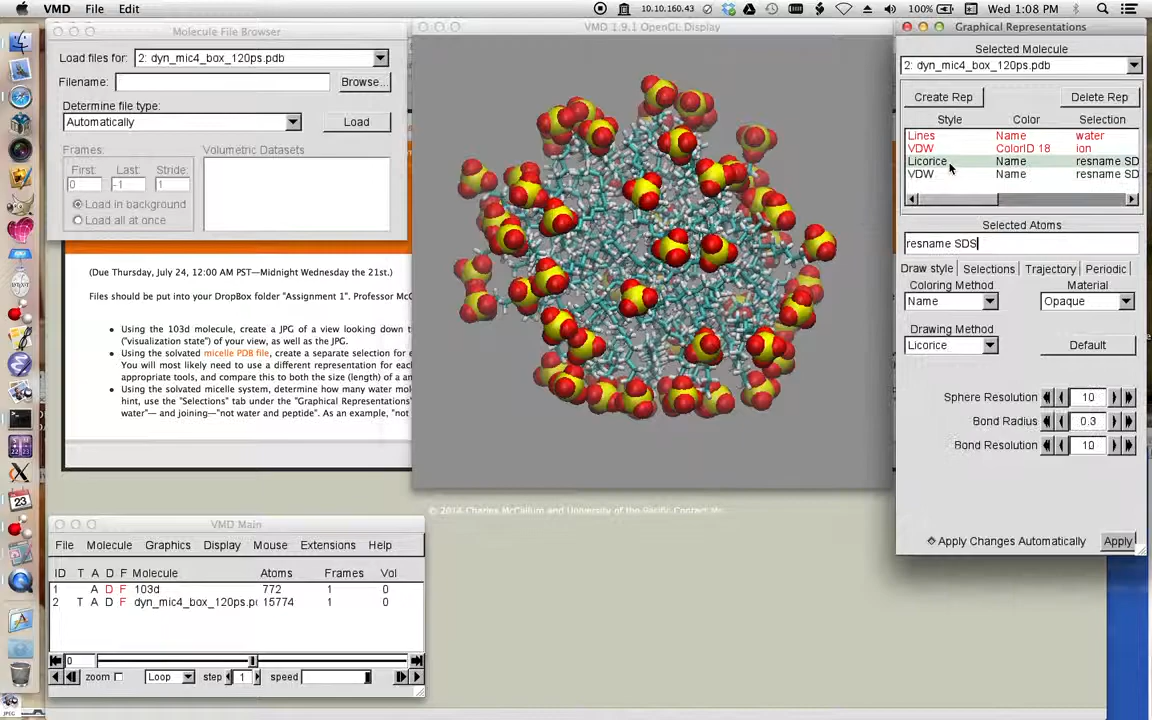 VMD File Edit
10.10.160.43
100%
Wed 1:08 PM
Molecule File Browser
Load files for: 2: dyn_mic4_box_120ps.pdb
Filename:
Browse...
Determine file type:
Automatically
Load
Frames:
Volumetric Datasets
First: Last: Stride:
0 -1 1
Load in background
Load all at once
(Due Thursday, July 24, 12:00 AM PST—Midnight Wednesday the 21st.)
Files should be put into your DropBox folder "Assignment 1". Professor McC
Using the 103d molecule, create a JPG of a view looking down t
("visualization state") of your view, as well as the JPG.
Using the solvated micelle PDB file, create a separate selection for e
You will most likely need to use a different representation for each
appropriate tools, and compare this to both the size (length) of a
Using the solvated micelle system, determine how many water mol
hint, use the "Selections" tab under the "Graphical Representations"
water"— and joining—"not water and peptide". As an example, "not
VMD 1.9.1 OpenGL Display
Graphical Representations
Selected Molecule
2: dyn_mic4_box_120ps.pdb
Create Rep Delete Rep
Style Color Selection
Lines Name water
VDW ColorID 18 ion
Licorice Name resname SD
VDW Name resname SD
Selected Atoms
resname SDS
Draw style Selections Trajectory Periodic
Coloring Method Material
Name Opaque
Drawing Method
Licorice Default
Sphere Resolution 10
Bond Radius 0.3
Bond Resolution 10
Apply Changes Automatically Apply
VMD Main
File Molecule Graphics Display Mouse Extensions Help
ID T A D F Molecule Atoms Frames Vol
1 A D F 103d 772 1 0
2 T A D F dyn_mic4_box_120ps.p 15774 1 0
0
zoom Loop step 1 speed
© 2014 Charles McCallum and University of the Pacific Contact Me
23
JPEG